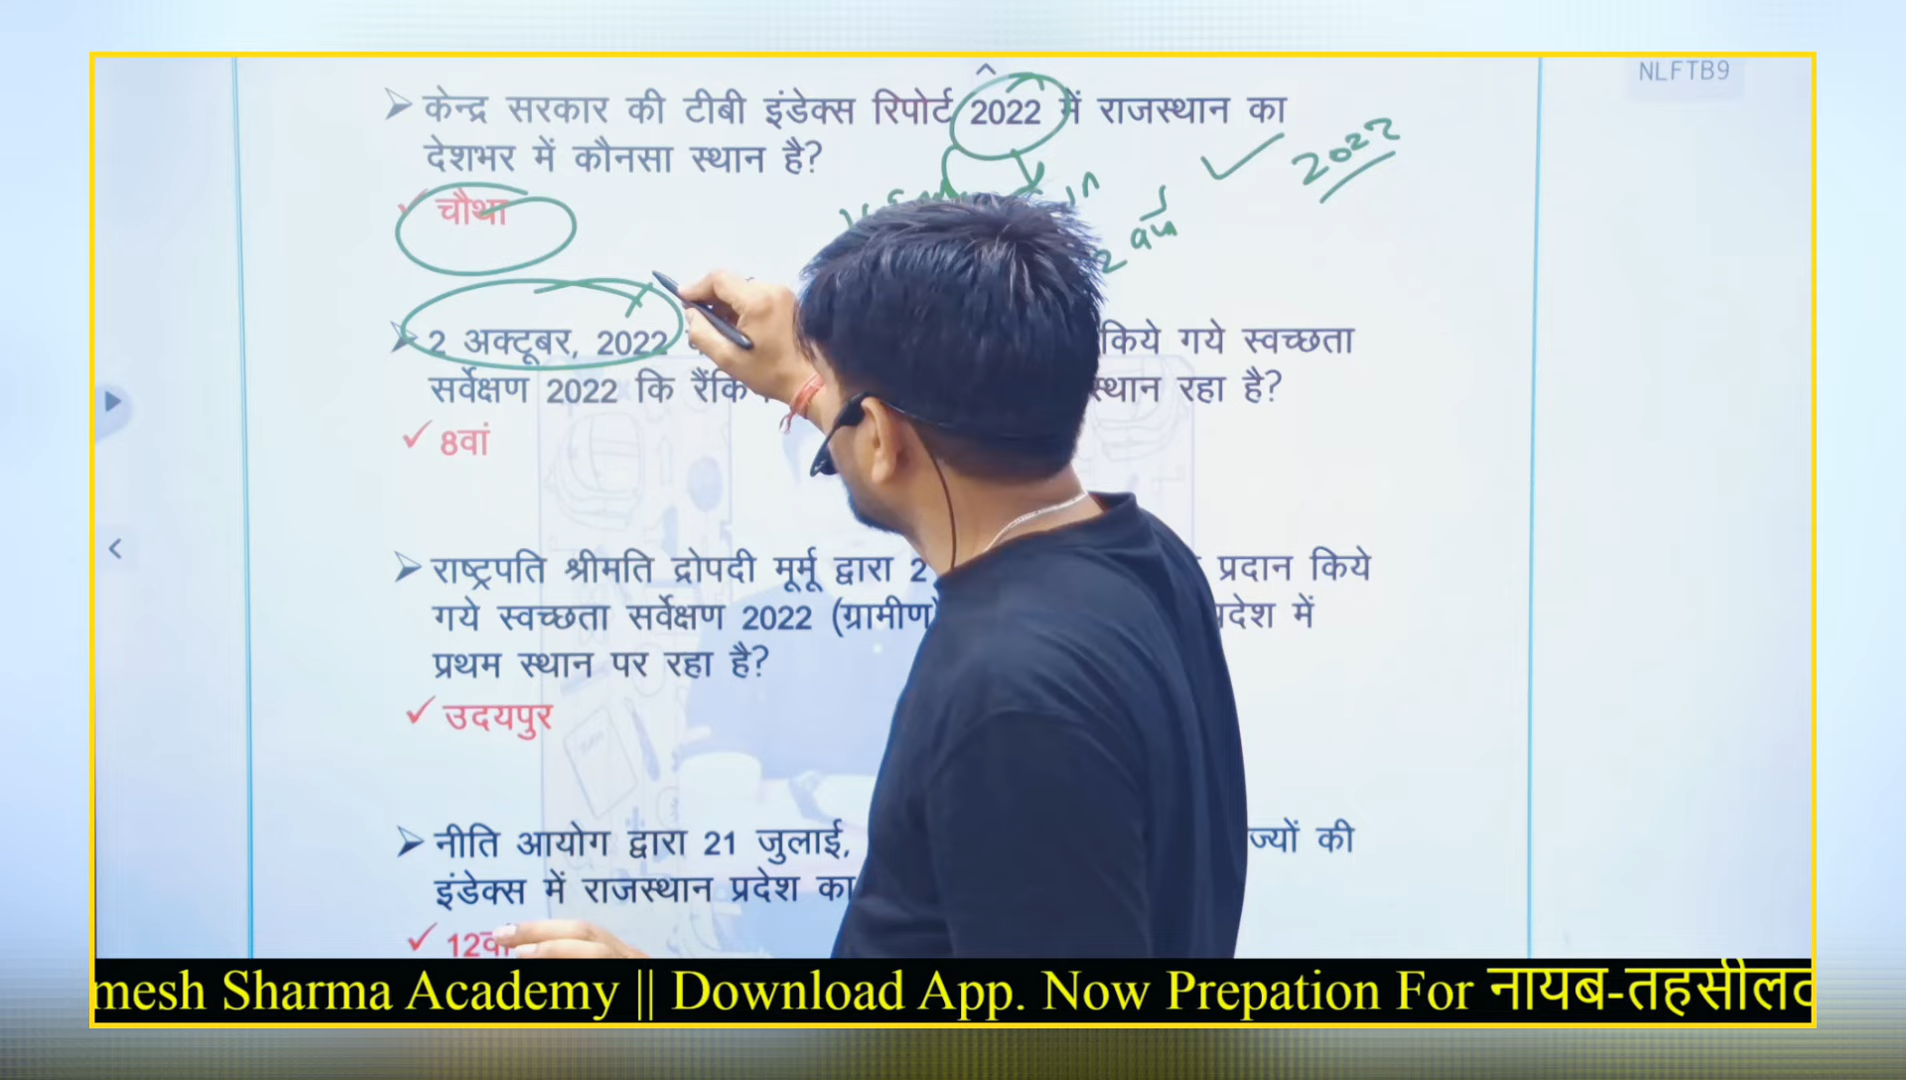 NLFTB9
केन्द्र सरकार की टीबी इंडेक्स रिपोर्ट 2022 में राजस्थान का
देशभर में कौनसा स्थान है?
2022
चौथा
2 अक्टूबर, 2022 किये गये स्वच्छता
सर्वेक्षण 2022 कि स्थान रहा है?
8वां
राष्ट्रपति श्रीमति द्रोपदी मूर्मू द्वारा 2 प्रदान किये
गये स्वच्छता सर्वेक्षण 2022 (ग्रामीण) में
प्रथम स्थान पर रहा है?
उदयपुर
नीति आयोग द्वारा 21 जुलाई, की
इंडेक्स में राजस्थान प्रदेश का
12वां
mesh Sharma Academy || Download App. Now Prepation For नायब-तहसील